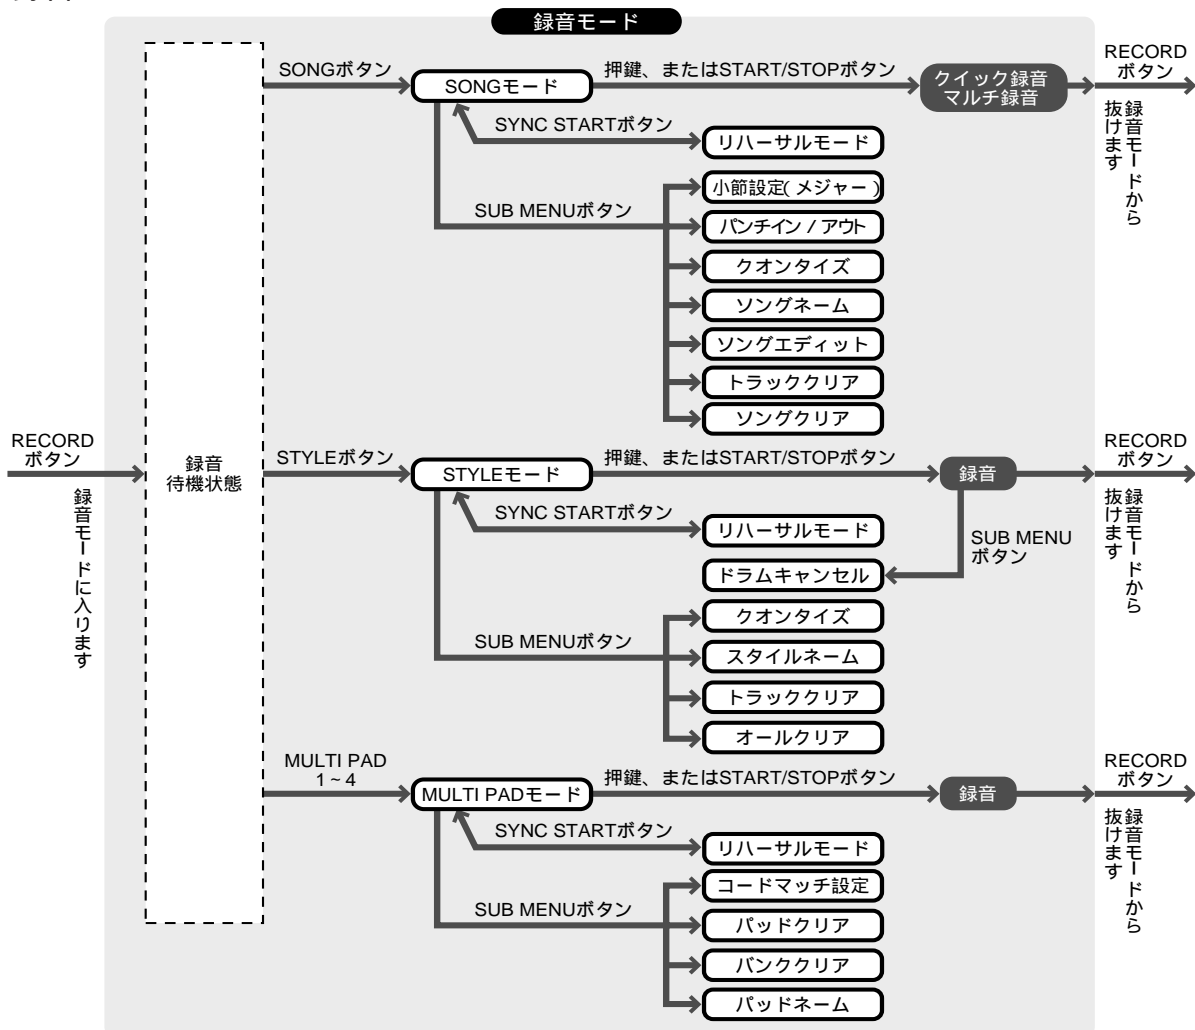 録音モード
RECORD
ボタン
録音モードに入ります
録音
待機状態
SONGボタン
SONGモード
押鍵、またはSTART/STOPボタン
クイック録音
マルチ録音
RECORD
ボタン
録音モードから
抜けます
SYNC STARTボタン
リハーサルモード
SUB MENUボタン
小節設定(メジャー)
パンチイン/アウト
クオンタイズ
ソングネーム
ソングエディット
トラッククリア
ソングクリア
STYLEボタン
STYLEモード
押鍵、またはSTART/STOPボタン
録音
RECORD
ボタン
録音モードから
抜けます
SYNC STARTボタン
リハーサルモード
SUB MENU
ボタン
ドラムキャンセル
SUB MENUボタン
クオンタイズ
スタイルネーム
トラッククリア
オールクリア
MULTI PAD
1~4
MULTI PADモード
押鍵、またはSTART/STOPボタン
録音
RECORD
ボタン
録音モードから
抜けます
SYNC STARTボタン
リハーサルモード
SUB MENUボタン
コードマッチ設定
パッドクリア
バンククリア
パッドネーム